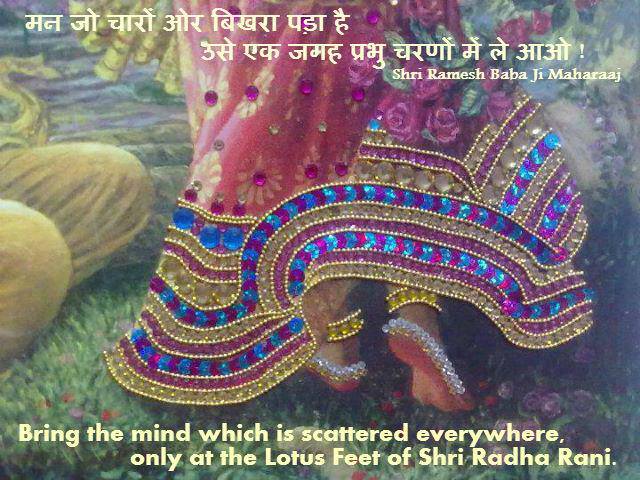 मन जो चारों ओर बिखरा पड़ा है
उसे एक जगह प्रभु चरणों में ले आओ !
Shri Ramesh Baba Ji Maharaaj
Bring the mind which is scattered everywhere,
only at the Lotus Feet of Shri Radha Rani.